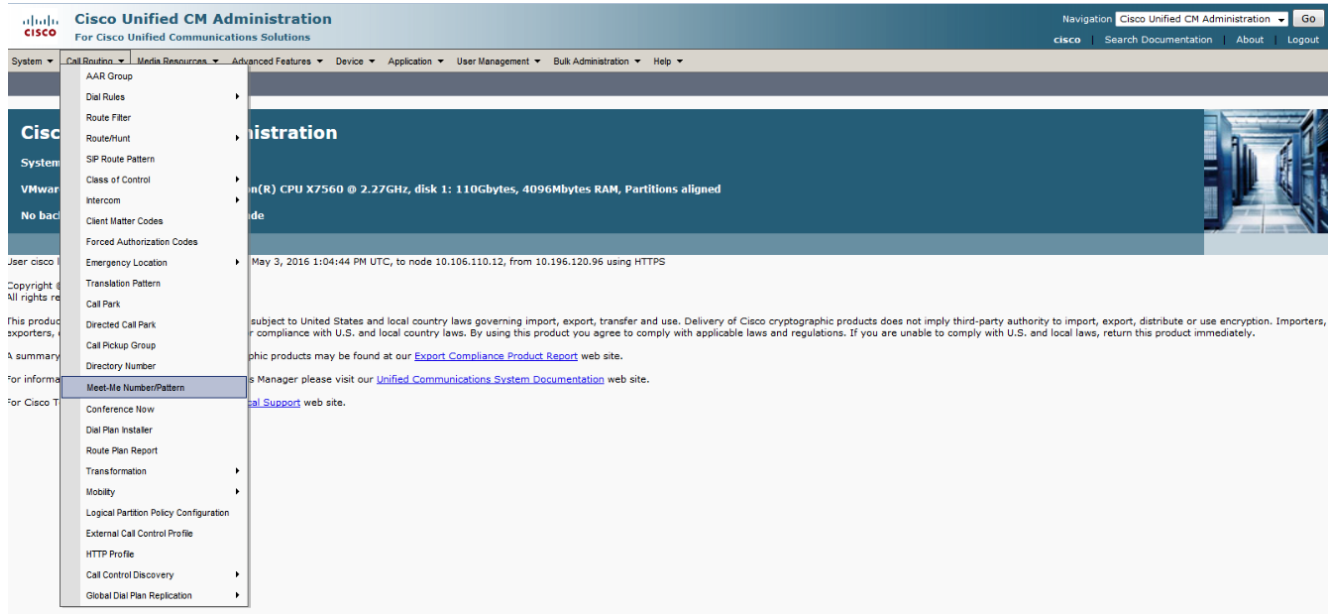 Cisco Unified CM Administration
For Cisco Unified Communications Solutions
CISCO
Navigation Cisco Unified CM Administration Go
cisco | Search Documentation | About | Logout
System Call Routing Media Resources Advanced Features Device Application User Management Bulk Administration Help
AAR Group
Dial Rules
Route Filter
Route/Hunt
SIP Route Pattern
Class of Control
Intercom
Client Matter Codes
Forced Authorization Codes
Emergency Location
Translation Pattern
Call Park
Directed Call Park
Call Pickup Group
Directory Number
Meet-Me Number/Pattern
Conference Now
Dial Plan Installer
Route Plan Report
Transformation
Mobility
Logical Partition Policy Configuration
External Call Control Profile
HTTP Profile
Call Control Discovery
Global Dial Plan Replication
Cisc nistration
System
VMwar n(R) CPU X7560 @ 2.27GHz, disk 1: 110Gbytes, 4096Mbytes RAM, Partitions aligned
No bac de
User cisco May 3, 2016 1:04:44 PM UTC, to node 10.106.110.12, from 10.196.120.96 using HTTPS
Copyright
All rights re
This produc subject to United States and local country laws governing import, export, transfer and use. Delivery of Cisco cryptographic products does not imply third-party authority to import, export, distribute or use encryption. Importers,
exporters, r compliance with U.S. and local country laws. By using this product you agree to comply with applicable laws and regulations. If you are unable to comply with U.S. and local laws, return this product immediately.
A summary phic products may be found at our Export Compliance Product Report web site.
For informa s Manager please visit our Unified Communications System Documentation web site.
For Cisco T cal Support web site.